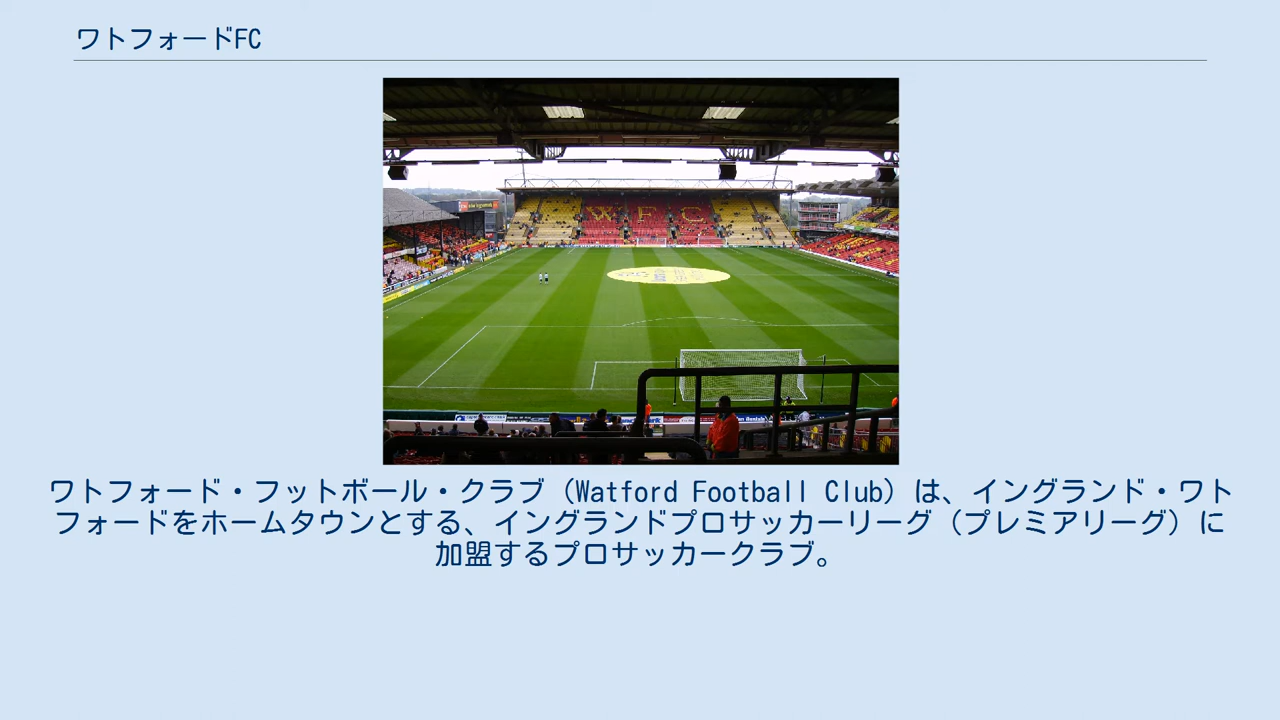 ワトフォードFC
WFC
ワトフォード・フットボール・クラブ（Watford Football Club）は、イングランド・ワト
フォードをホームタウンとする、イングランドプロサッカーリーグ（プレミアリーグ）に
加盟するプロサッカークラブ。